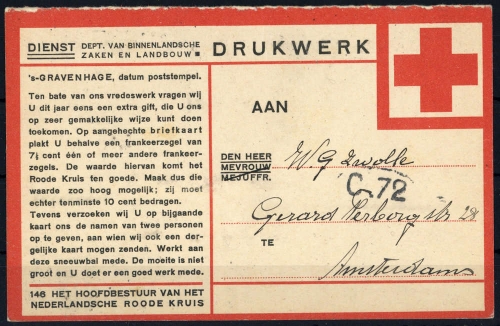 DIENST DEPT. VAN BINNENLANDSCHE
ZAKEN EN LANDBOUW
DRUKWERK
's-GRAVENHAGE, datum poststempel.
Ten bate van ons vredeswerk vragen wij
U dit jaar eens een extra gift, die U ons
op zeer gemakkelijke wijze kunt doen
toekomen. Op aangehechte briefkaart
plakt U behalve een frankeerzegel van
7½ cent één of meer andere frankeer-
zegels. De waarde hiervan komt het
Roode Kruis ten goede. Maak dus die
waarde zoo hoog mogelijk; zij moet
echter tenminste 10 cent bedragen.
Tevens verzoeken wij U op bijgaande
kaart ons de namen van twee personen
op te geven, aan wien wij ook een der-
gelijke kaart mogen zenden. Werkt aan
deze sneeuwbal mede. De moeite is niet
groot en U doet er een goed werk mede.
146 HET HOOFDBESTUUR VAN HET
NEDERLANDSCHE ROODE KRUIS
AAN
DEN HEER
MEVROUW
MEJOFFR.
W G Zwolle
G.72
Gerard Terborg str 28
TE
Amsterdam